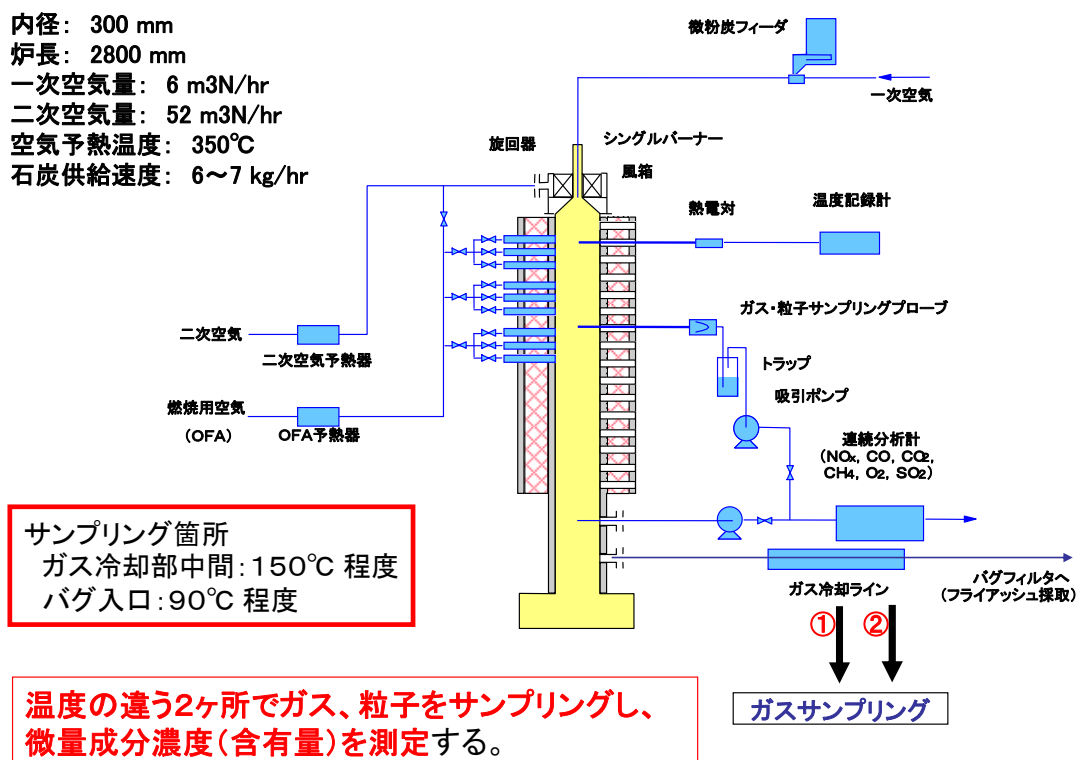 内径: 300 mm
炉長: 2800 mm
一次空気量: 6 m3N/hr
二次空気量: 52 m3N/hr
空気予熱温度: 350℃
石炭供給速度: 6～7 kg/hr
微粉炭フィーダ
一次空気
旋回器
シングルバーナー
風箱
熱電対
温度記録計
ガス・粒子サンプリングプローブ
二次空気
二次空気予熱器
トラップ
吸引ポンプ
燃焼用空気
(OFA)
OFA予熱器
連続分析計
(NOx, CO, CO2,
CH4, O2, SO2)
サンプリング箇所
ガス冷却部中間:150℃ 程度
バグ入口:90℃ 程度
ガス冷却ライン
バグフィルタへ
(フライアッシュ採取)
① ②
ガスサンプリング
温度の違う2ヶ所でガス、粒子をサンプリングし、
微量成分濃度(含有量)を測定する。